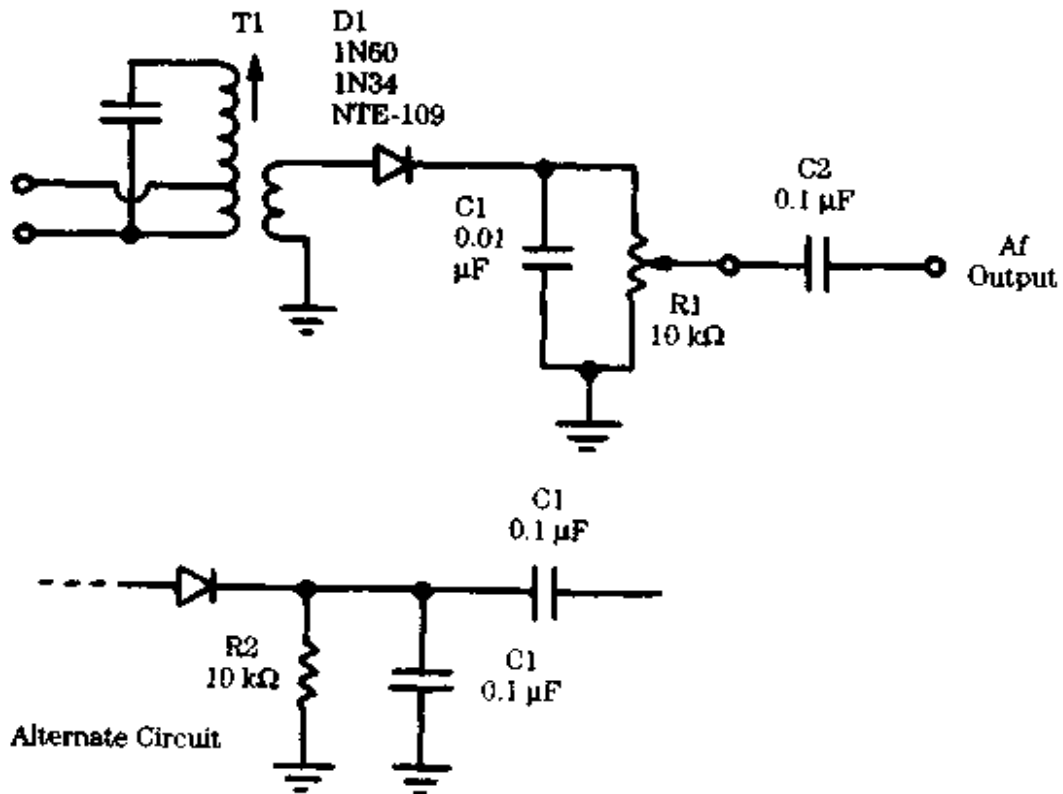 T1
D1
1N60
1N34
NTE-109
C1
0.01
µF
R1
10 kΩ
C2
0.1 µF
Af
Output
C1
0.1 µF
R2
10 kΩ
C1
0.1 µF
Alternate Circuit